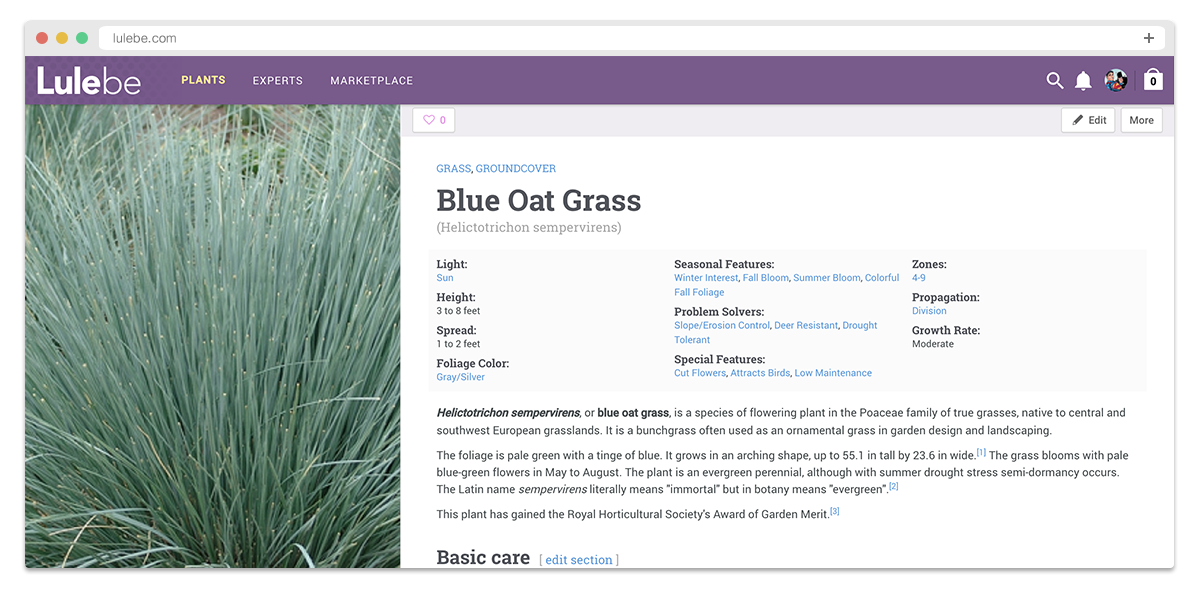 lulebe.com
+
Lulebe
PLANTS
EXPERTS
MARKETPLACE
0
0
Edit
More
GRASS, GROUNDCOVER
Blue Oat Grass
(Helictotrichon sempervirens)
Light:
Sun
Height:
3 to 8 feet
Spread:
1 to 2 feet
Foliage Color:
Gray/Silver
Seasonal Features:
Winter Interest, Fall Bloom, Summer Bloom, Colorful
Fall Foliage
Problem Solvers:
Slope/Erosion Control, Deer Resistant, Drought
Tolerant
Special Features:
Cut Flowers, Attracts Birds, Low Maintenance
Zones:
4-9
Propagation:
Division
Growth Rate:
Moderate
Helictotrichon sempervirens, or blue oat grass, is a species of flowering plant in the Poaceae family of true grasses, native to central and
southwest European grasslands. It is a bunchgrass often used as an ornamental grass in garden design and landscaping.
The foliage is pale green with a tinge of blue. It grows in an arching shape, up to 55.1 in tall by 23.6 in wide.[1] The grass blooms with pale
blue-green flowers in May to August. The plant is an evergreen perennial, although with summer drought stress semi-dormancy occurs.
The Latin name sempervirens literally means "immortal" but in botany means "evergreen".[2]
This plant has gained the Royal Horticultural Society's Award of Garden Merit.[3]
Basic care [ edit section ]